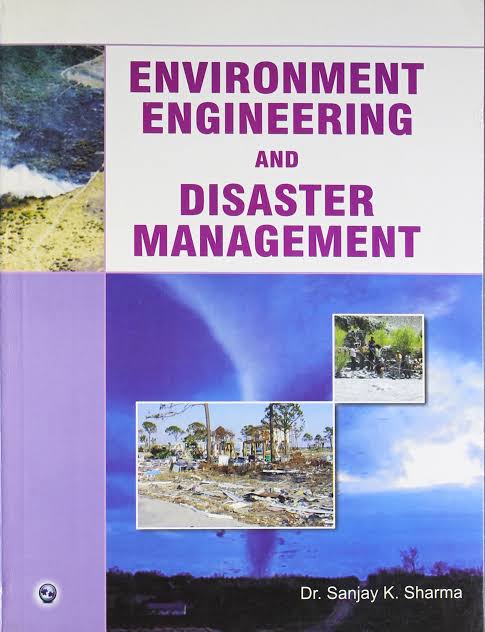 ENVIRONMENT
ENGINEERING
AND
DISASTER
MANAGEMENT
Dr. Sanjay K. Sharma